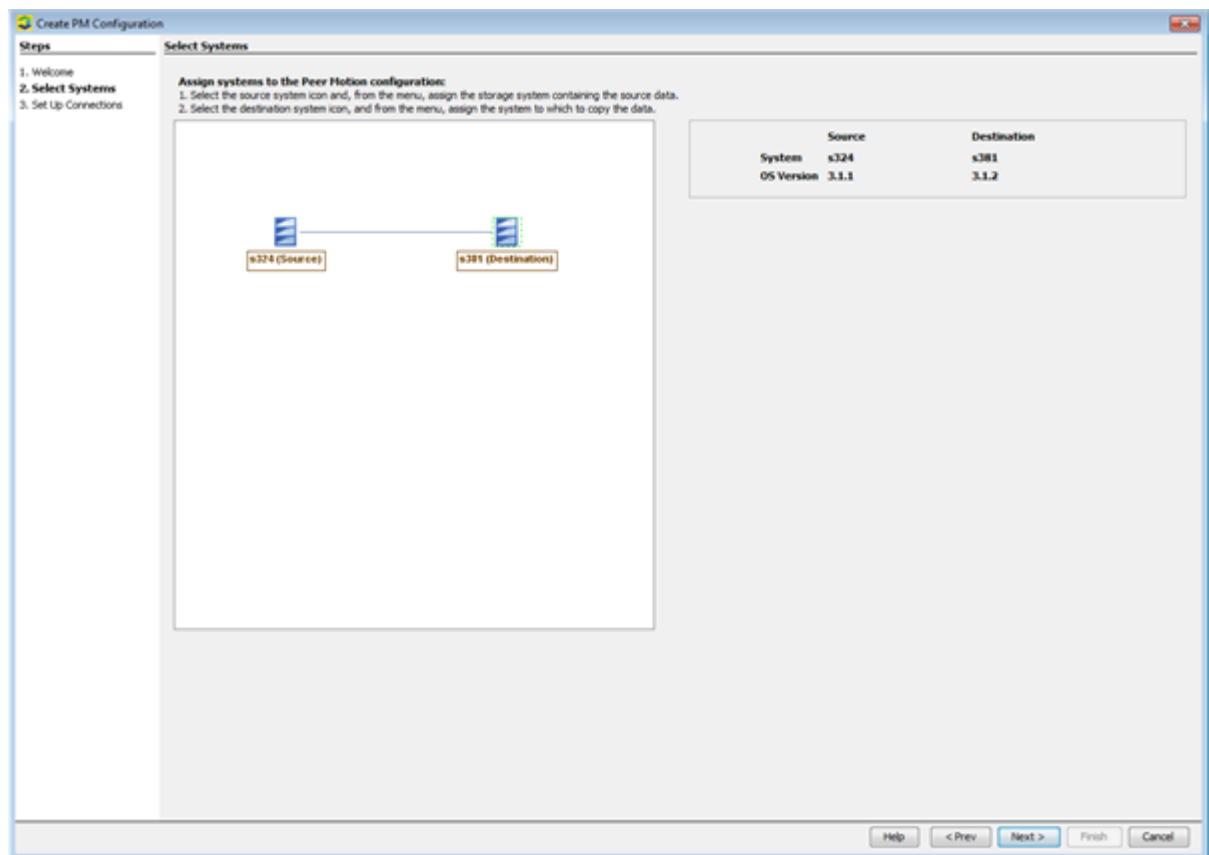 Create PM Configuration
Steps
1. Welcome
2. Select Systems
3. Set Up Connections
Select Systems
Assign systems to the Peer Motion configuration:
1. Select the source system icon and, from the menu, assign the storage system containing the source data.
2. Select the destination system icon, and from the menu, assign the system to which to copy the data.
s324 (Source)
s381 (Destination)
Source Destination
System s324 s381
OS Version 3.1.1 3.1.2
Help < Prev Next > Finish Cancel